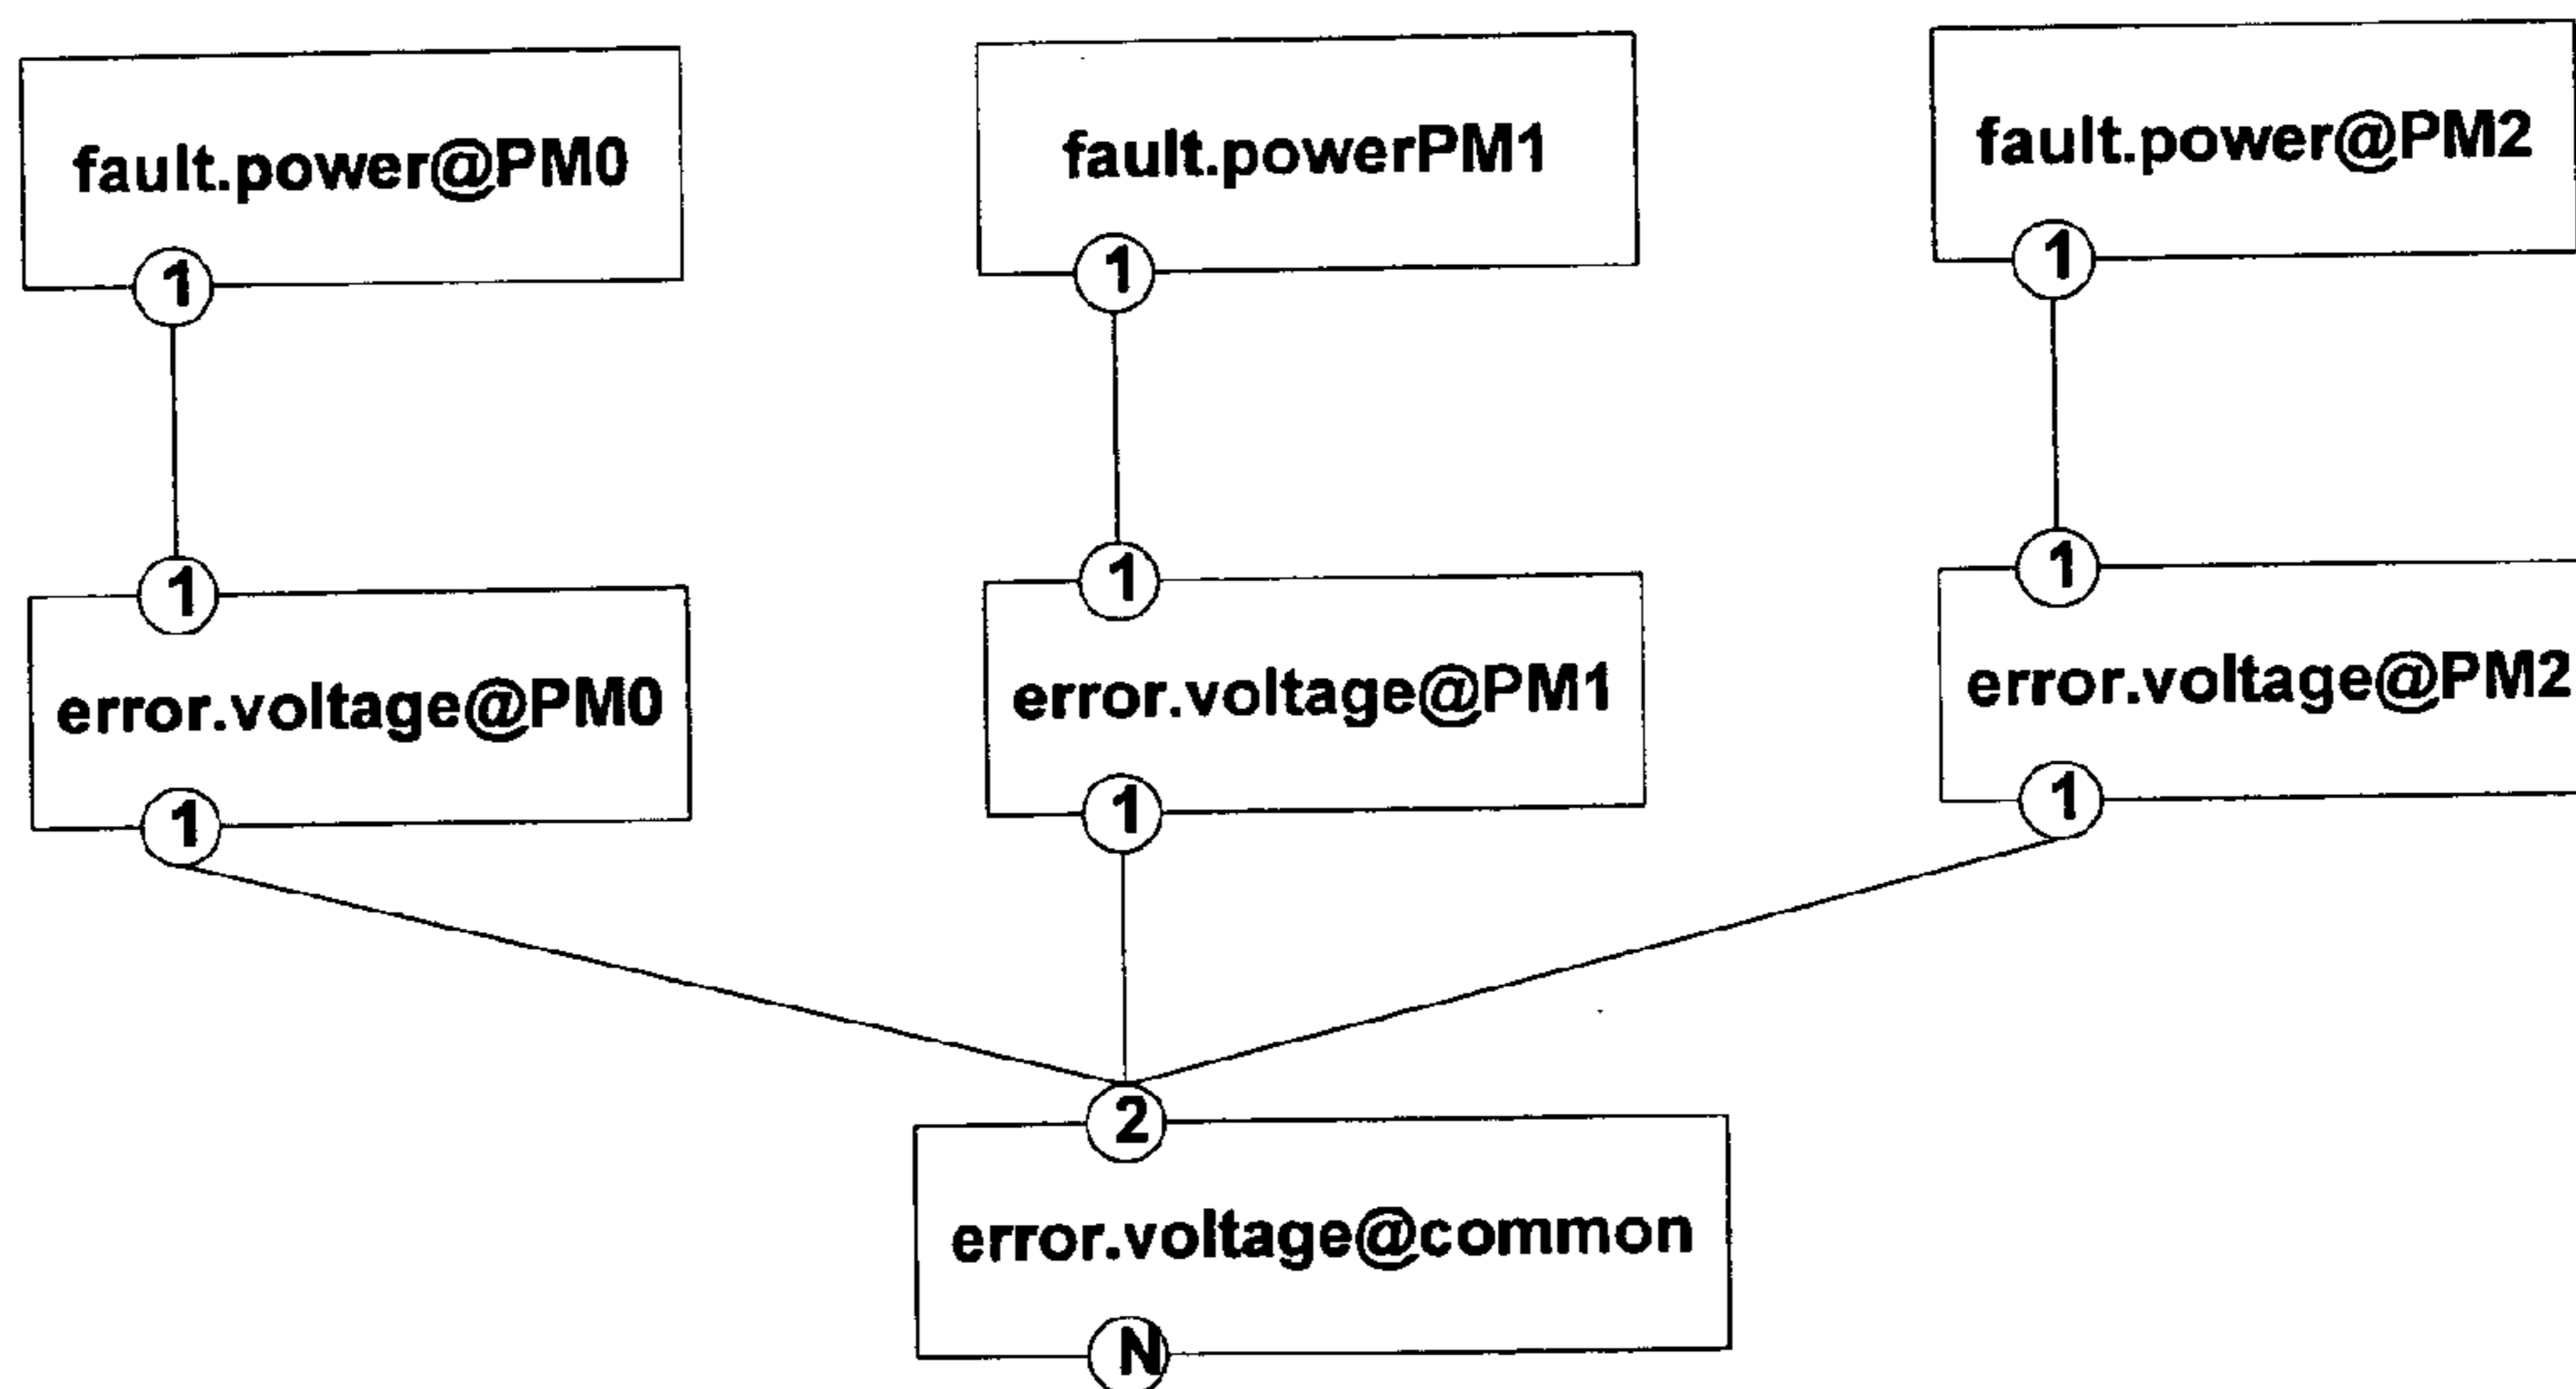 fault.power@PM0
fault.powerPM1
fault.power@PM2
1
1
1
1
1
1
error.voltage@PM0
error.voltage@PM1
error.voltage@PM2
1
1
1
2
error.voltage@common
N